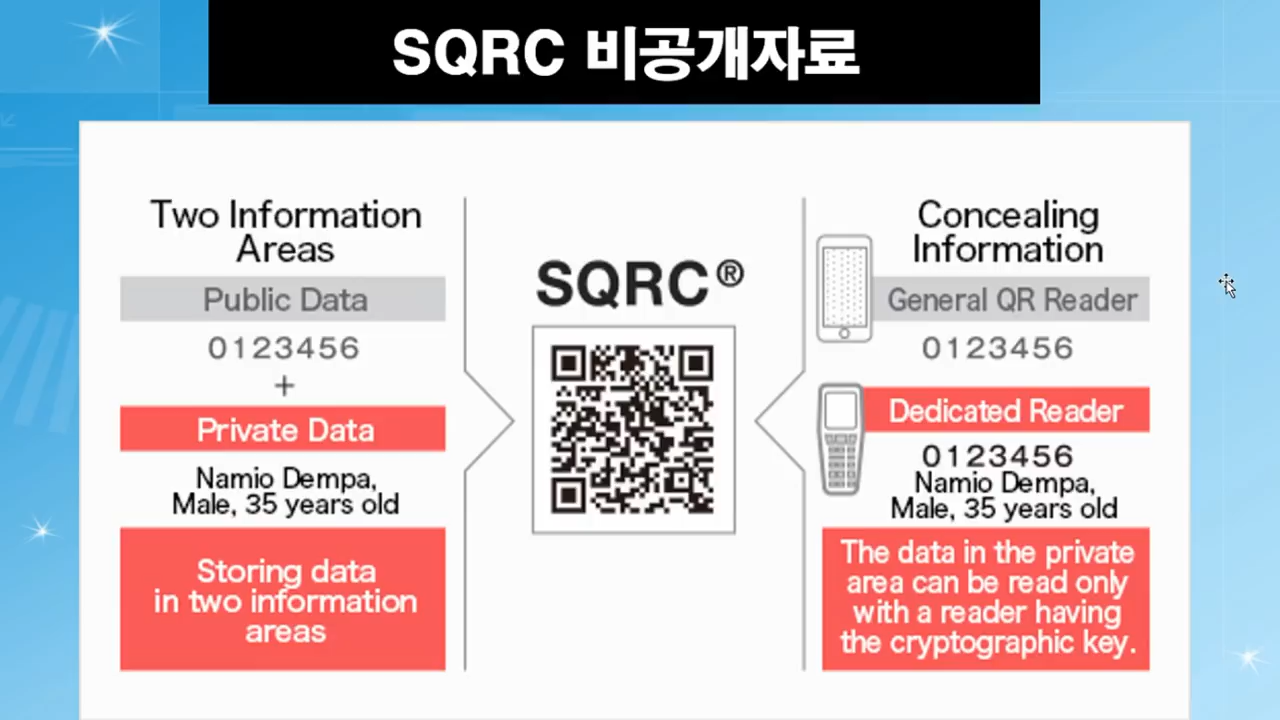 SQRC 비공개자료
Two Information
Areas
Public Data
0123456
+
Private Data
Namio Dempa,
Male, 35 years old
Storing data
in two information
areas
SQRC®
Concealing
Information
General QR Reader
0123456
Dedicated Reader
0123456
Namio Dempa,
Male, 35 years old
The data in the private
area can be read only
with a reader having
the cryptographic key.